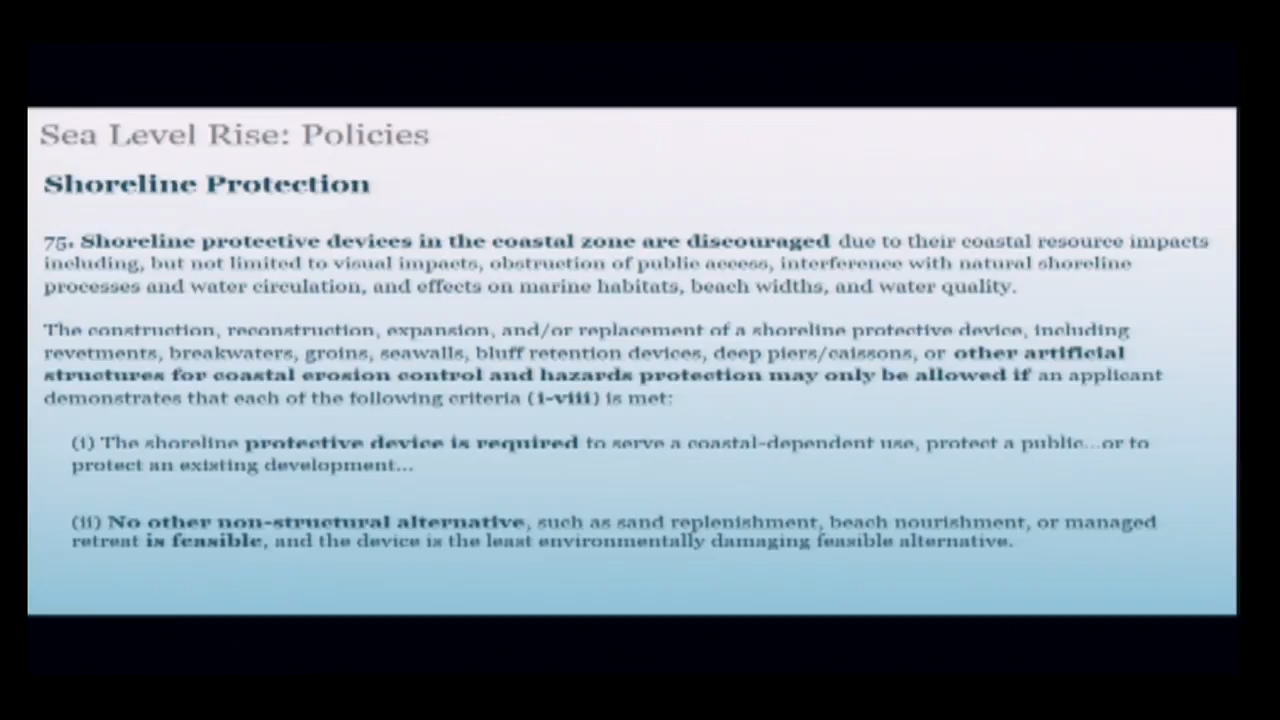 Sea Level Rise: Policies
Shoreline Protection
75. Shoreline protective devices in the coastal zone are discouraged due to their coastal resource impacts
including, but not limited to visual impacts, obstruction of public access, interference with natural shoreline
processes and water circulation, and effects on marine habitats, beach widths, and water quality.
The construction, reconstruction, expansion, and/or replacement of a shoreline protective device, including
revetments, breakwaters, groins, seawalls, bluff retention devices, deep piers/caissons, or other artificial
structures for coastal erosion control and hazards protection may only be allowed if an applicant
demonstrates that each of the following criteria (i-viii) is met:
(i) The shoreline protective device is required to serve a coastal-dependent use, protect a public...or to
protect an existing development...
(ii) No other non-structural alternative, such as sand replenishment, beach nourishment, or managed
retreat is feasible, and the device is the least environmentally damaging feasible alternative.